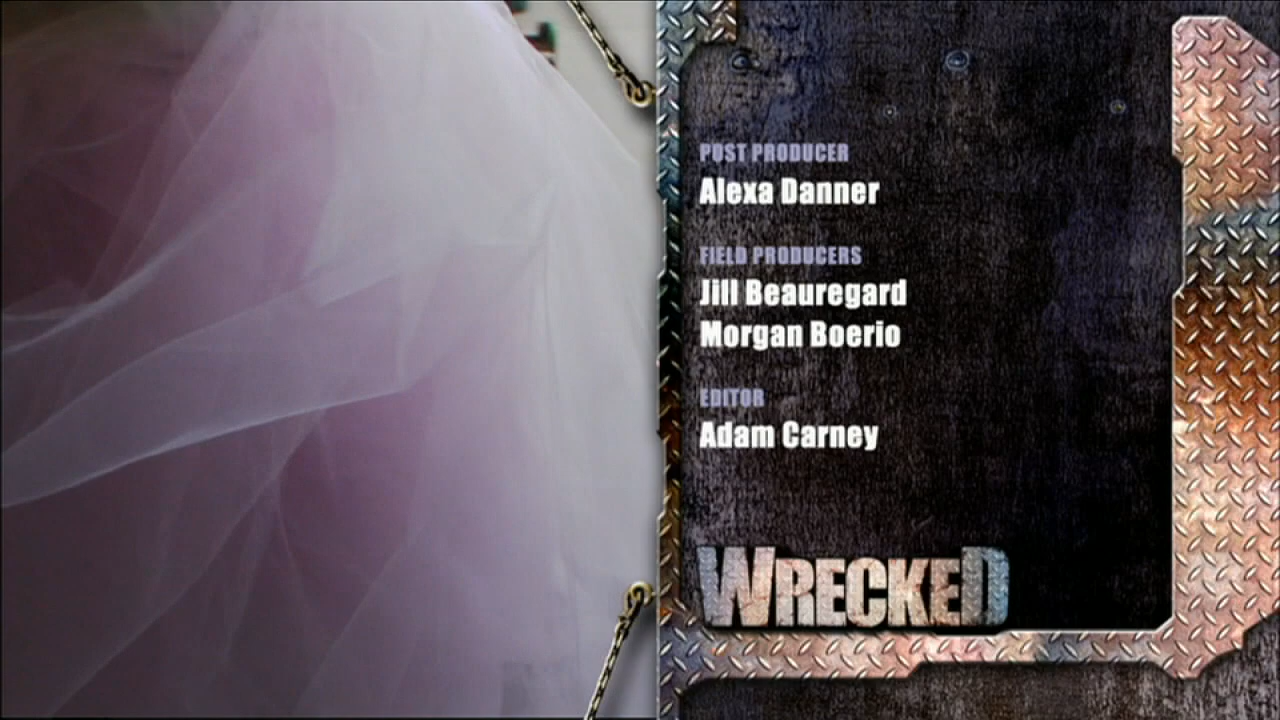 POST PRODUCER
Alexa Danner
FIELD PRODUCERS
Jill Beauregard
Morgan Boerio
EDITOR
Adam Carney
WRECKED